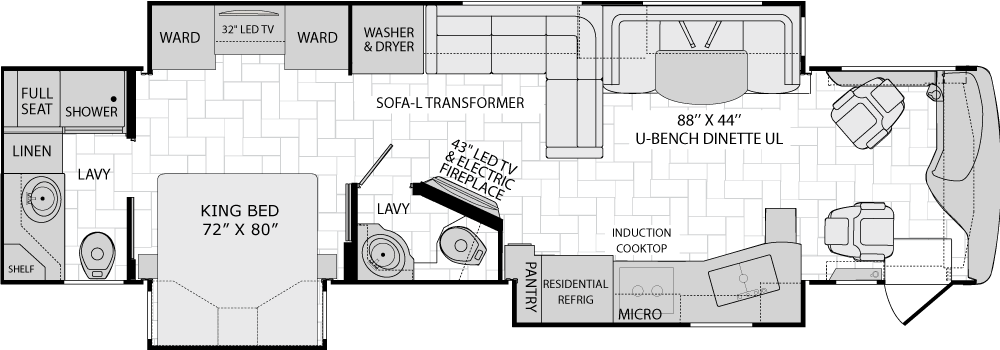 WARD
32" LED TV
WARD
WASHER
& DRYER
FULL
SEAT
SHOWER
SOFA-L TRANSFORMER
88’’ X 44’’
U-BENCH DINETTE UL
LINEN
LAVY
43" LED TV
& ELECTRIC
FIREPLACE
KING BED
72” X 80”
LAVY
INDUCTION
COOKTOP
SHELF
PANTRY
RESIDENTIAL
REFRIG
MICRO